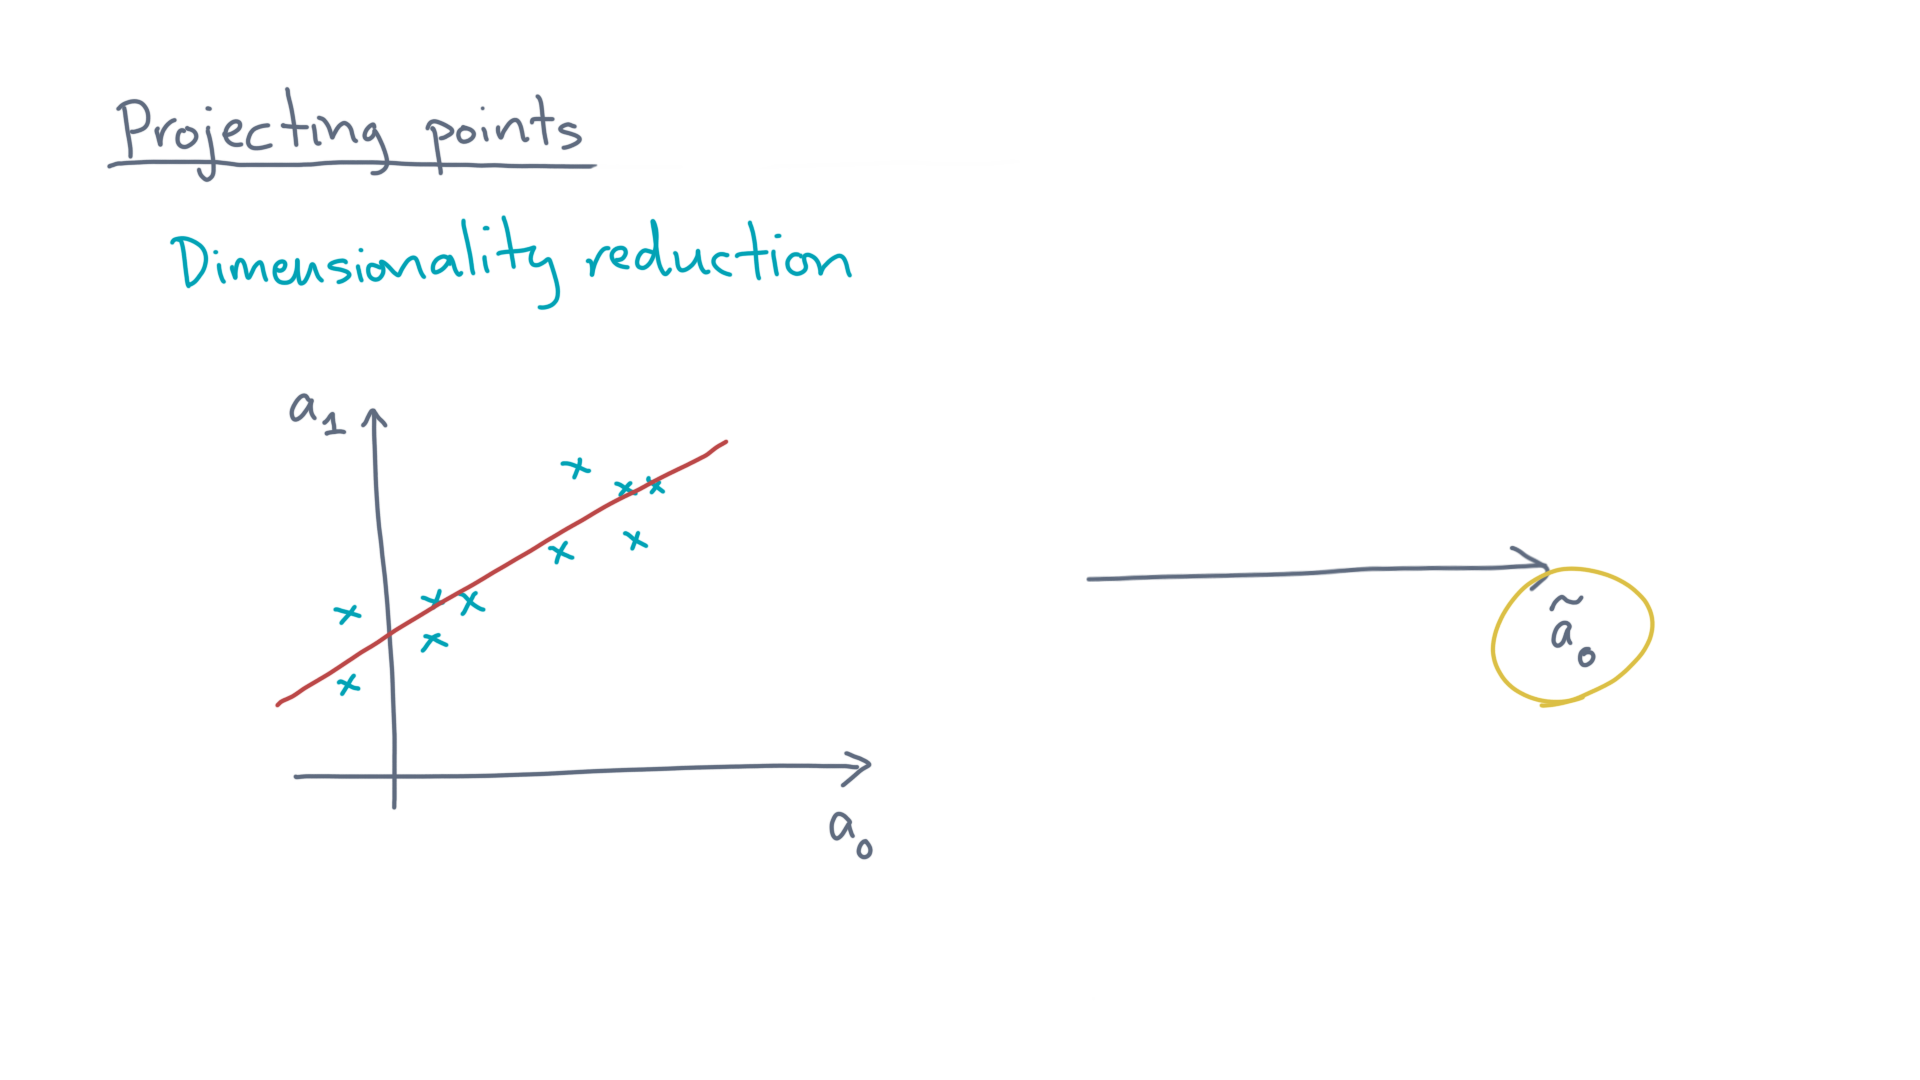 Projecting points
Dimensionality reduction
a₁
ã₀
a₀